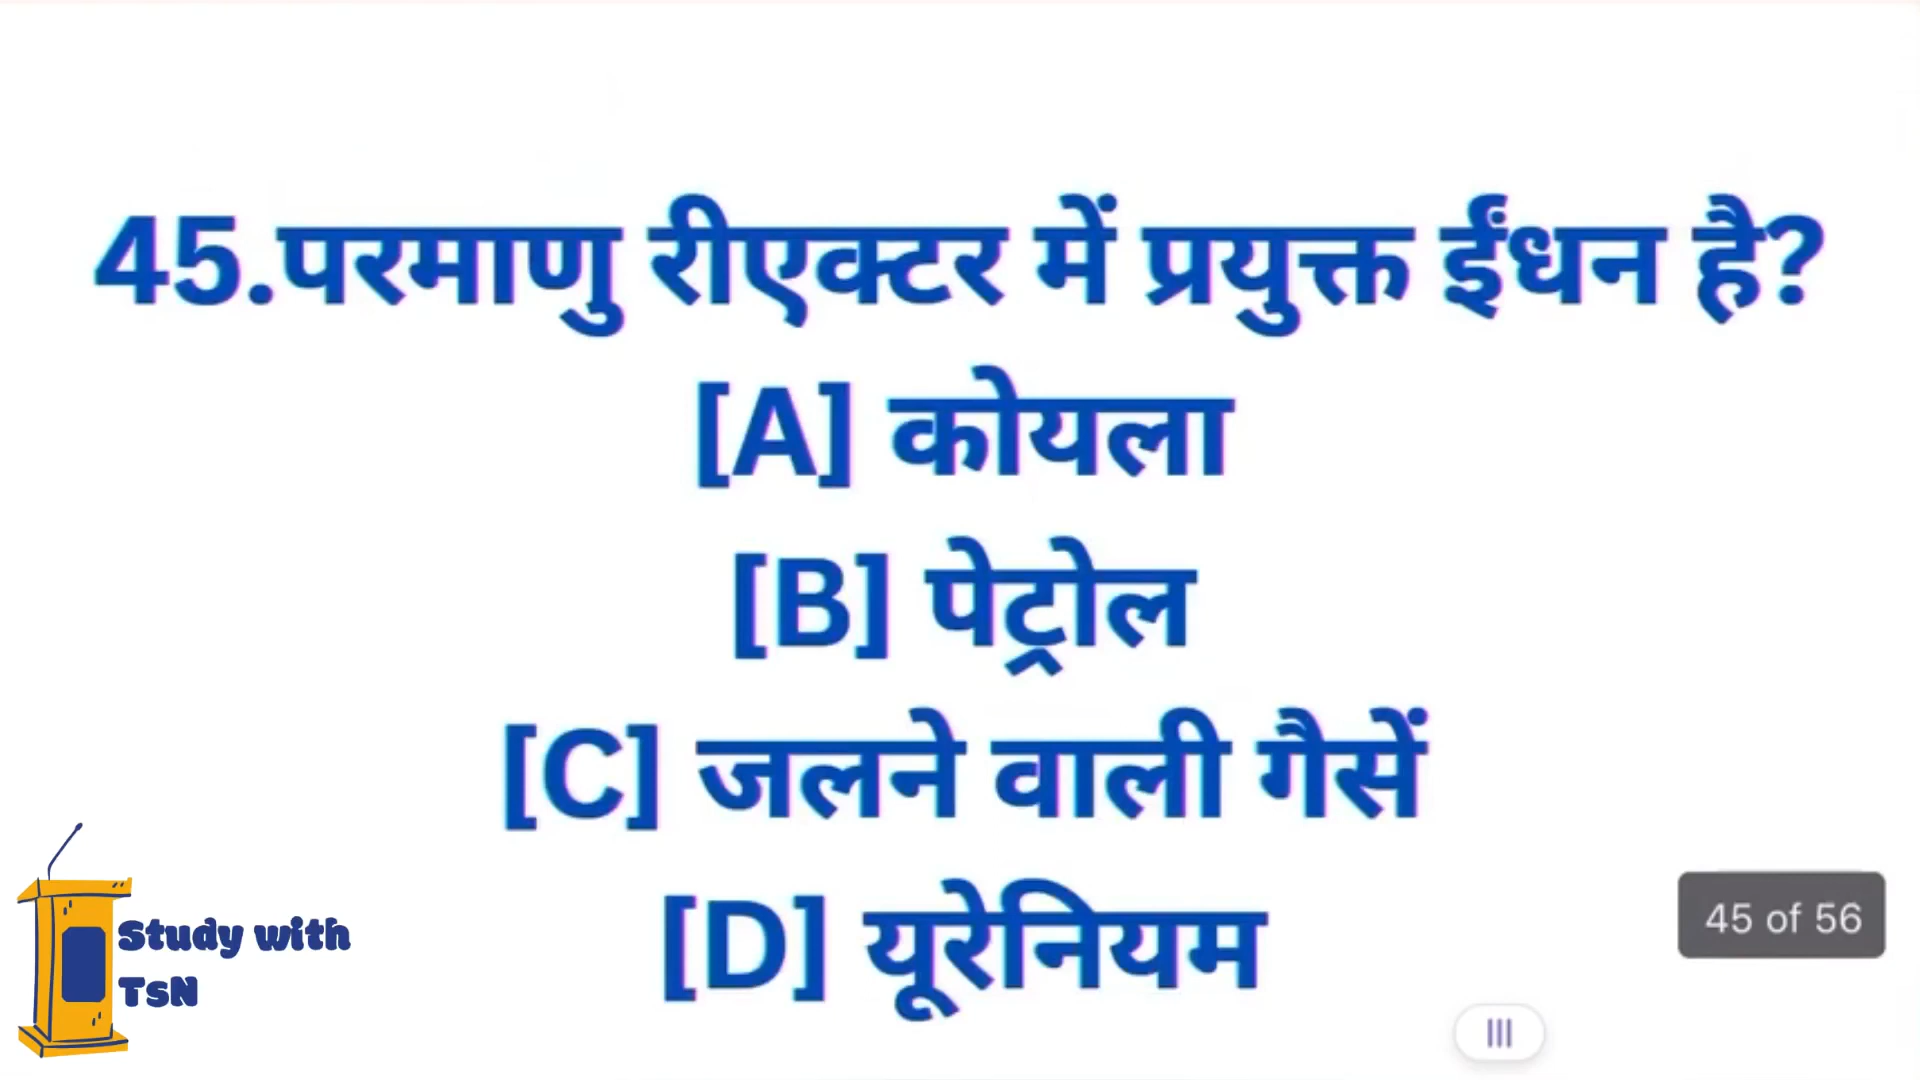 45.परमाणु रीएक्टर में प्रयुक्त ईंधन है?
[A] कोयला
[B] पेट्रोल
[C] जलने वाली गैसें
[D] यूरेनियम
Study with
TsN
45 of 56